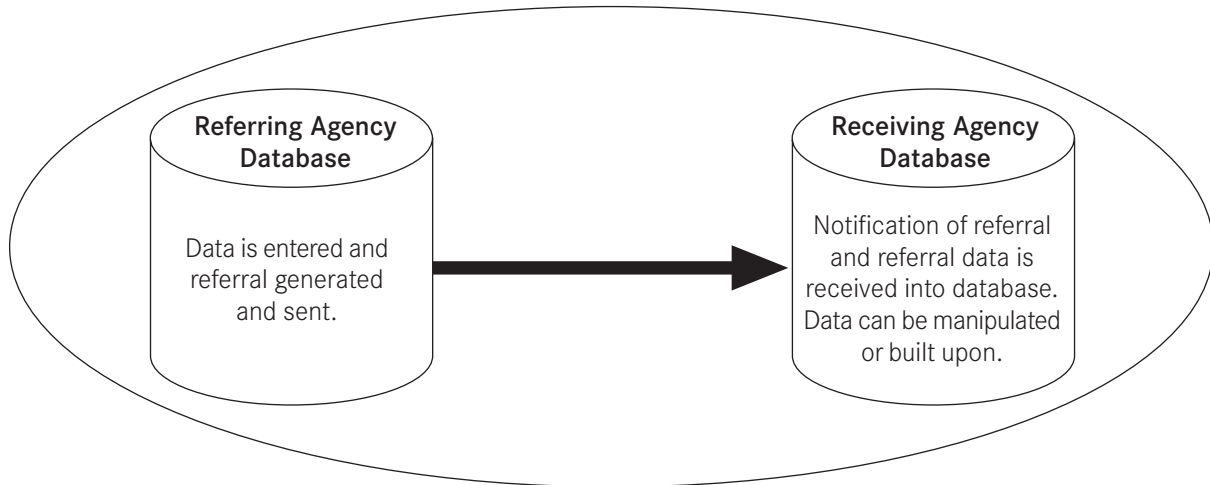 Referring Agency
Database
Data is entered and
referral generated
and sent.
Receiving Agency
Database
Notification of referral
and referral data is
received into database.
Data can be manipulated
or built upon.